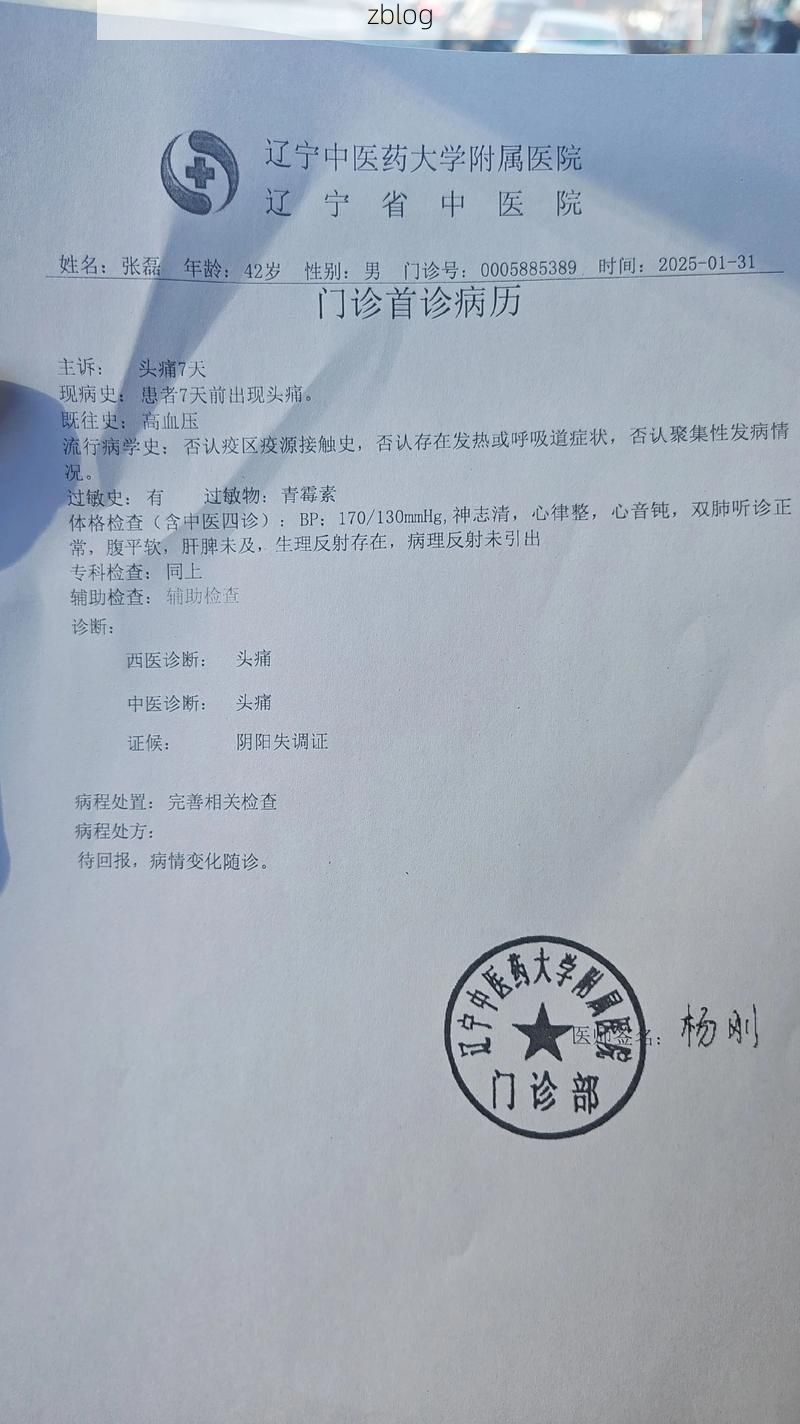 zblog
辽宁中医药大学附属医院
辽宁省中医院
姓名：张磊 年龄：42岁 性别：男 门诊号：0005885389 时间：2025-01-31
门诊首诊病历
主诉： 头痛7天
现病史：患者7天前出现头痛。
既往史：高血压
流行病学史：否认疫区疫源接触史，否认存在发热或呼吸道症状，否认聚集性发病情
况。
过敏史：有 过敏物：青霉素
体格检查（含中医四诊）：BP：170/130mmHg,神志清，心律整，心音钝，双肺听诊正
常，腹平软，肝脾未及，生理反射存在，病理反射未引出
专科检查：同上
辅助检查：辅助检查
诊断：
西医诊断： 头痛
中医诊断： 头痛
证候： 阴阳失调证
病程处置：完善相关检查
病程处方：
待回报，病情变化随诊。
辽宁中医药大学附属医院
医师签名：杨刚
门诊部